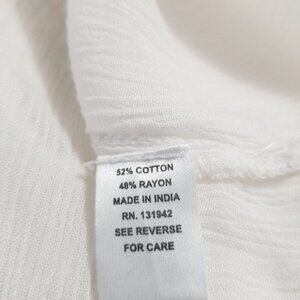 52% COTTON
48% RAYON
MADE IN INDIA
RN. 131942
SEE REVERSE
FOR CARE